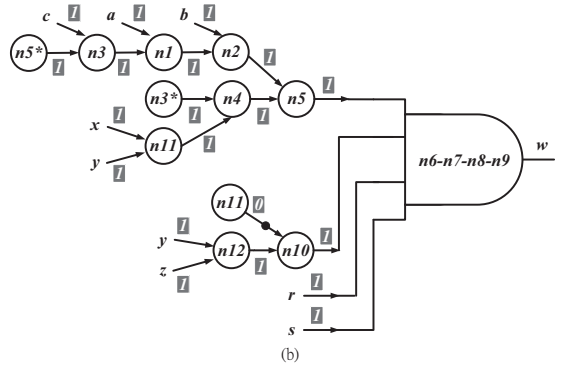 c 1 a 1 b 1
n5* 1 n3 1 n1 1 n2 1
n3* 1 n4 1 n5 1
x 1
y 1 n11 1
n6-n7-n8-n9 w
n11 0
y 1
z 1 n12 1 n10 1
r 1
s 1
(b)